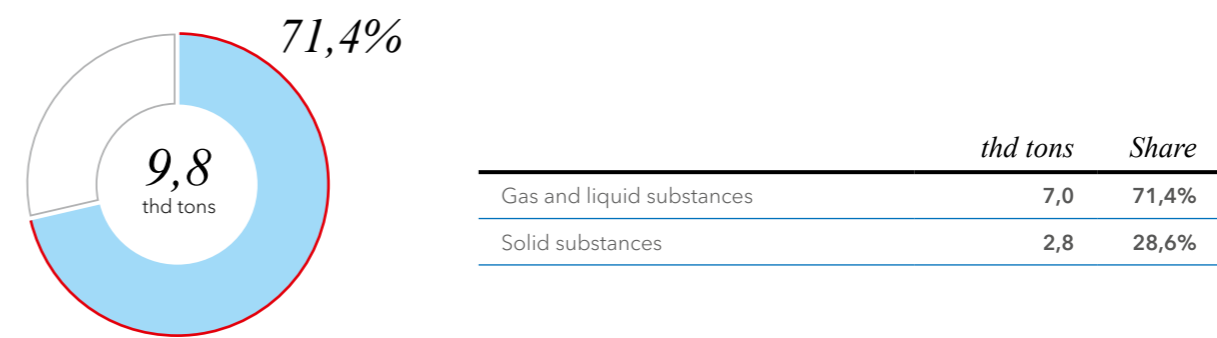 71,4%
9,8
thd tons
thd tons Share
Gas and liquid substances 7,0 71,4%
Solid substances 2,8 28,6%